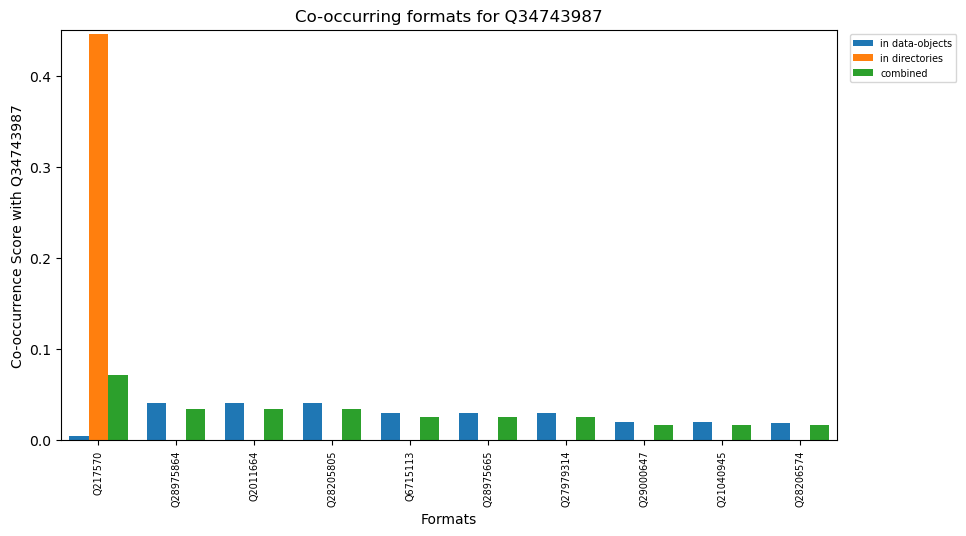 Co-occurring formats for Q34743987
in data-objects
in directories
combined
Co-occurrence Score with Q34743987
0.4
0.3
0.2
0.1
0.0
Q217570
Q28975864
Q2011664
Q28205805
Q6715113
Q28975665
Q27979314
Q29000647
Q21040945
Q28206574
Formats